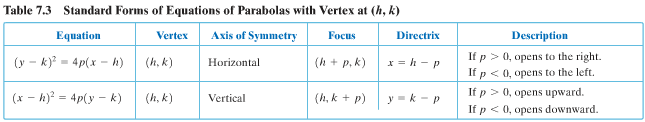 Table 7.3 Standard Forms of Equations of Parabolas with Vertex at (h, k)
Equation Vertex Axis of Symmetry Focus Directrix Description
(y − k)² = 4p(x − h) (h, k) Horizontal (h + p, k) x = h − p If p > 0, opens to the right.
If p < 0, opens to the left.
(x − h)² = 4p(y − k) (h, k) Vertical (h, k + p) y = k − p If p > 0, opens upward.
If p < 0, opens downward.